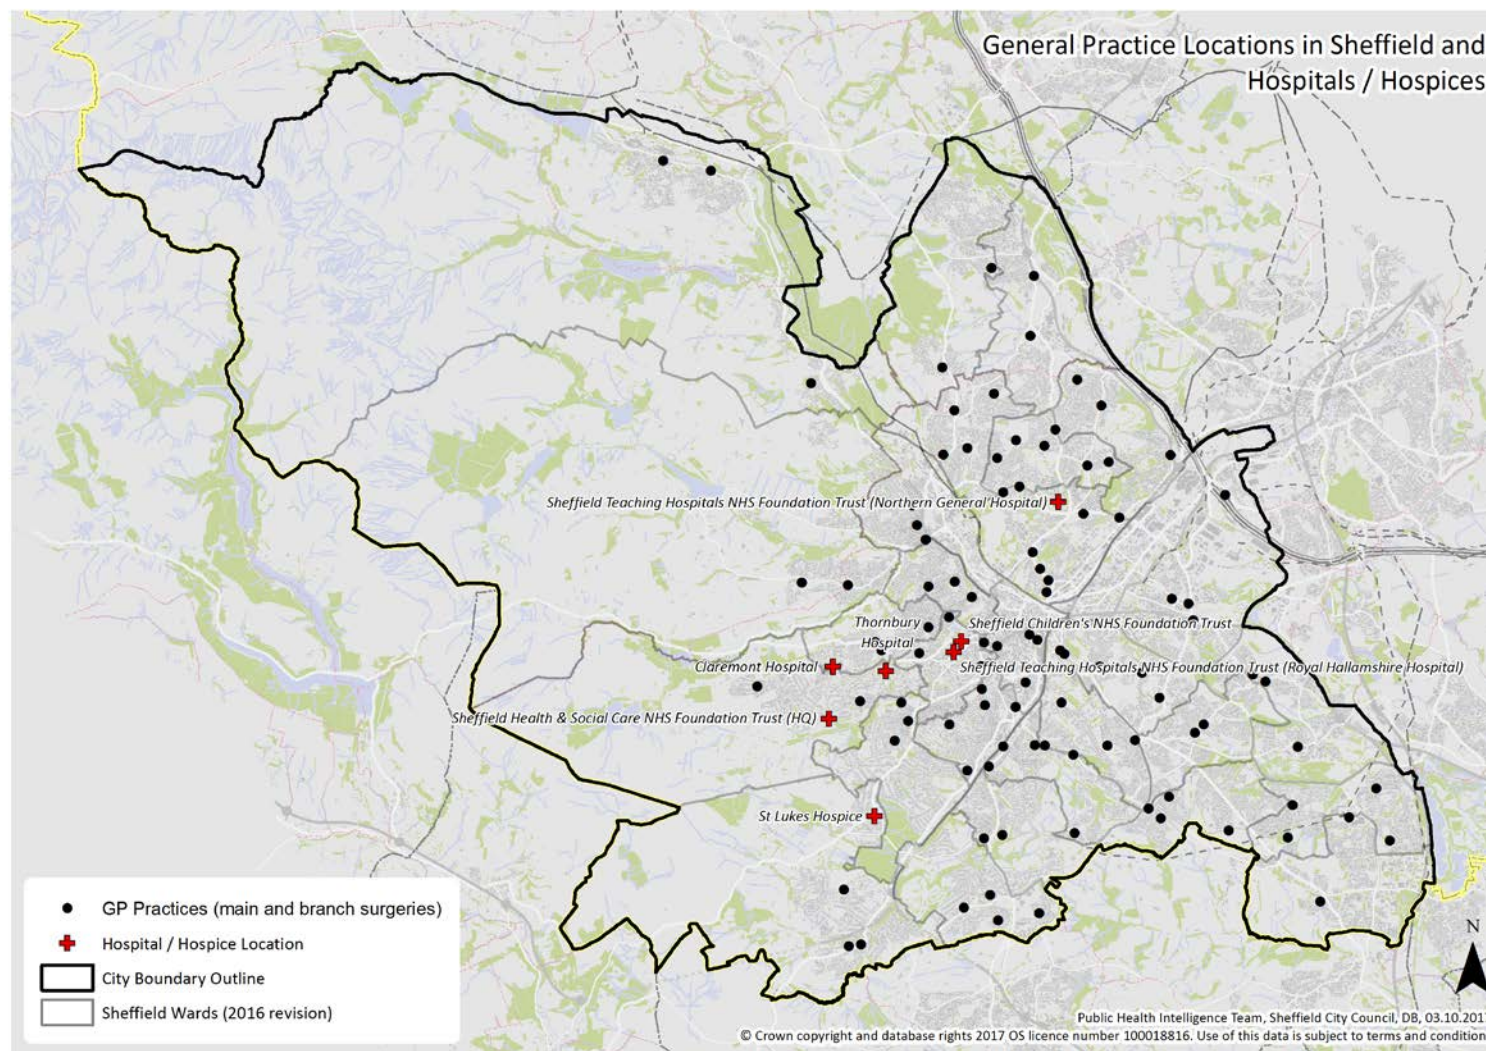 General Practice Locations in Sheffield and
Hospitals / Hospices
Sheffield Teaching Hospitals NHS Foundation Trust (Northern General Hospital)
Thornbury
Hospital
Sheffield Children's NHS Foundation Trust
Claremont Hospital
Sheffield Teaching Hospitals NHS Foundation Trust (Royal Hallamshire Hospital)
Sheffield Health & Social Care NHS Foundation Trust (HQ)
St Lukes Hospice
GP Practices (main and branch surgeries)
Hospital / Hospice Location
City Boundary Outline
Sheffield Wards (2016 revision)
N
Public Health Intelligence Team, Sheffield City Council, DB, 03.10.2017
© Crown copyright and database rights 2017 OS licence number 100018816. Use of this data is subject to terms and condition